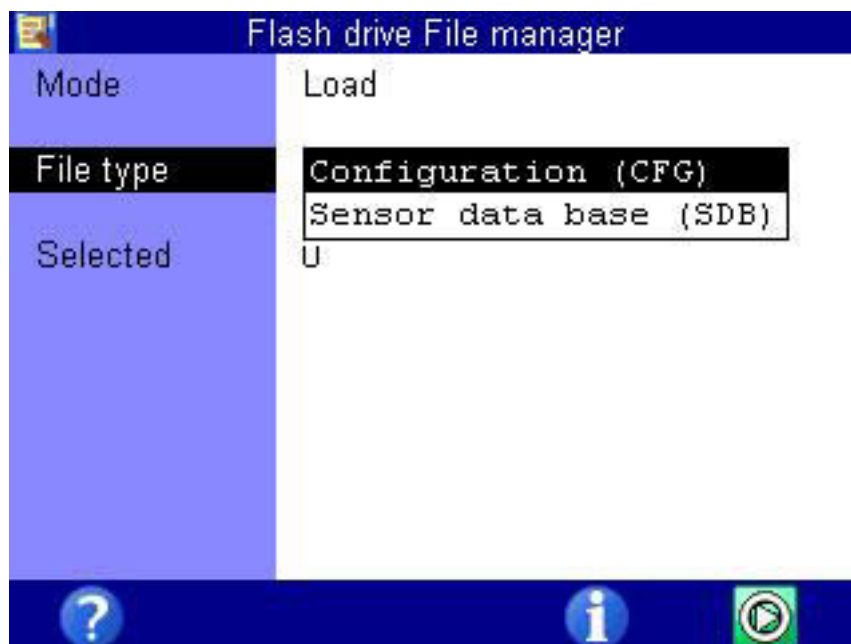 Flash drive File manager
Mode Load
File type Configuration (CFG)
Sensor data base (SDB)
Selected